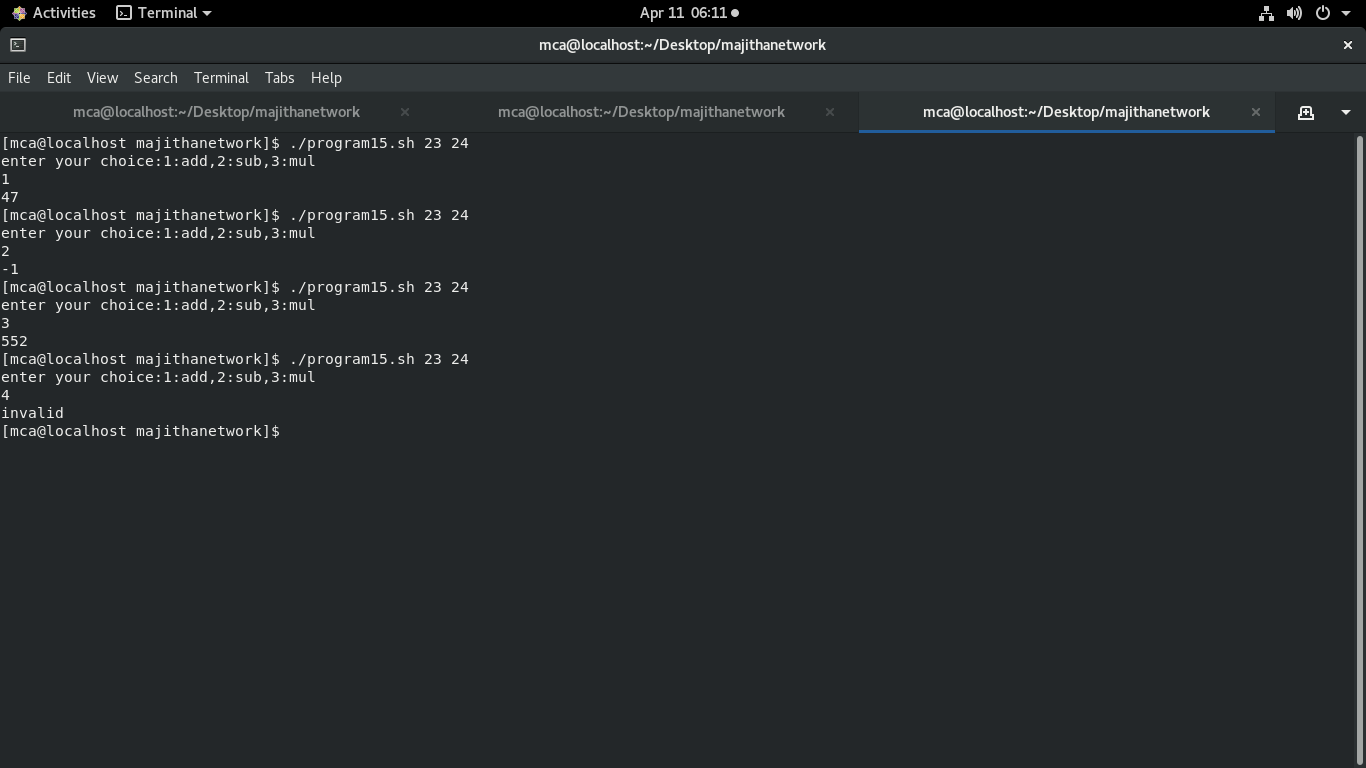 Activities Terminal Apr 11 06:11
mca@localhost:~/Desktop/majithanetwork
File Edit View Search Terminal Tabs Help
mca@localhost:~/Desktop/majithanetwork mca@localhost:~/Desktop/majithanetwork mca@localhost:~/Desktop/majithanetwork
[mca@localhost majithanetwork]$ ./program15.sh 23 24
enter your choice:1:add,2:sub,3:mul
1
47
[mca@localhost majithanetwork]$ ./program15.sh 23 24
enter your choice:1:add,2:sub,3:mul
2
-1
[mca@localhost majithanetwork]$ ./program15.sh 23 24
enter your choice:1:add,2:sub,3:mul
3
552
[mca@localhost majithanetwork]$ ./program15.sh 23 24
enter your choice:1:add,2:sub,3:mul
4
invalid
[mca@localhost majithanetwork]$